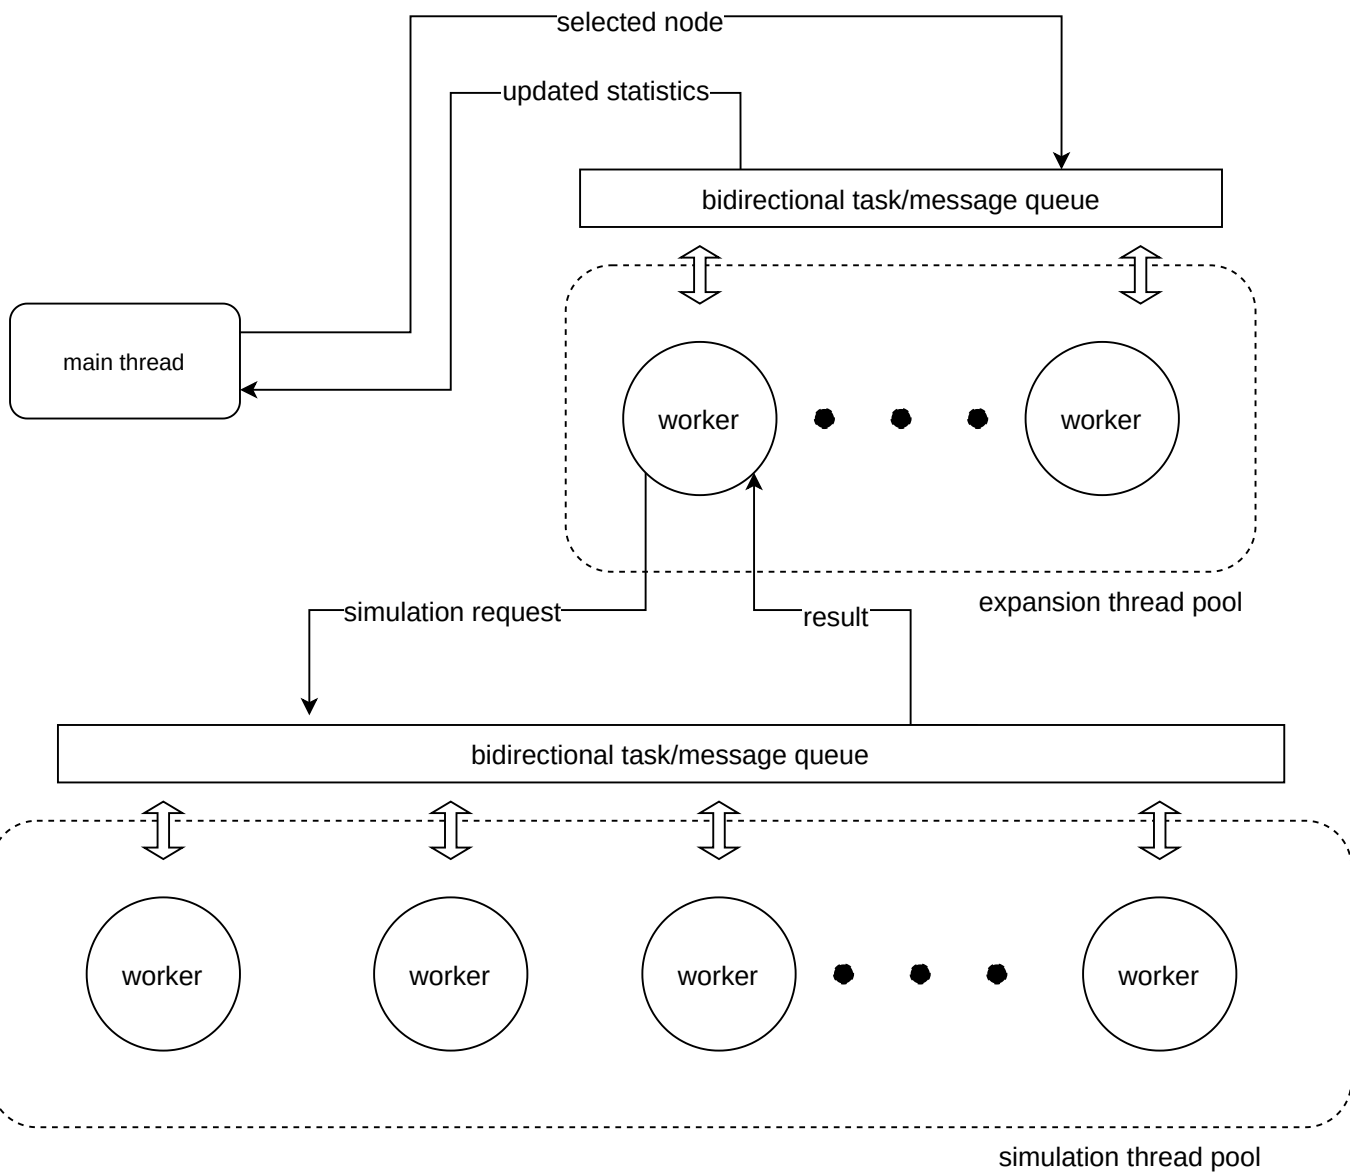 selected node
updated statistics
bidirectional task/message queue
main thread
worker
worker
expansion thread pool
simulation request
result
bidirectional task/message queue
worker
worker
worker
worker
simulation thread pool